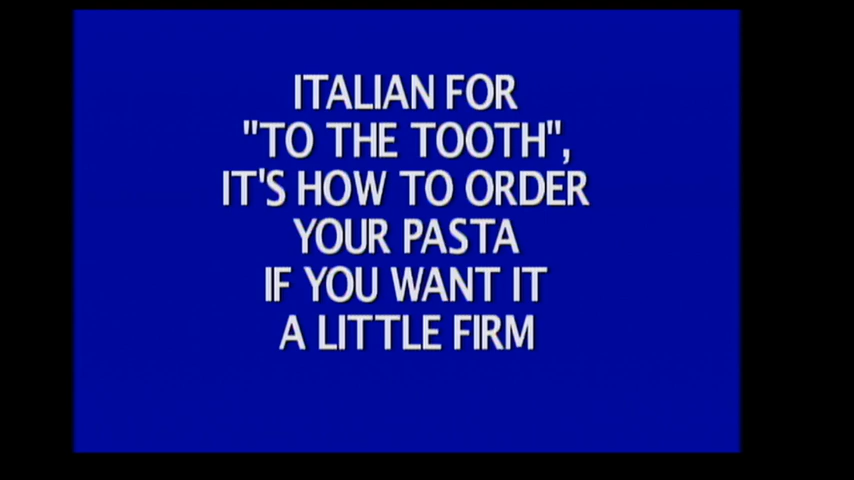 ITALIAN FOR
"TO THE TOOTH",
IT'S HOW TO ORDER
YOUR PASTA
IF YOU WANT IT
A LITTLE FIRM